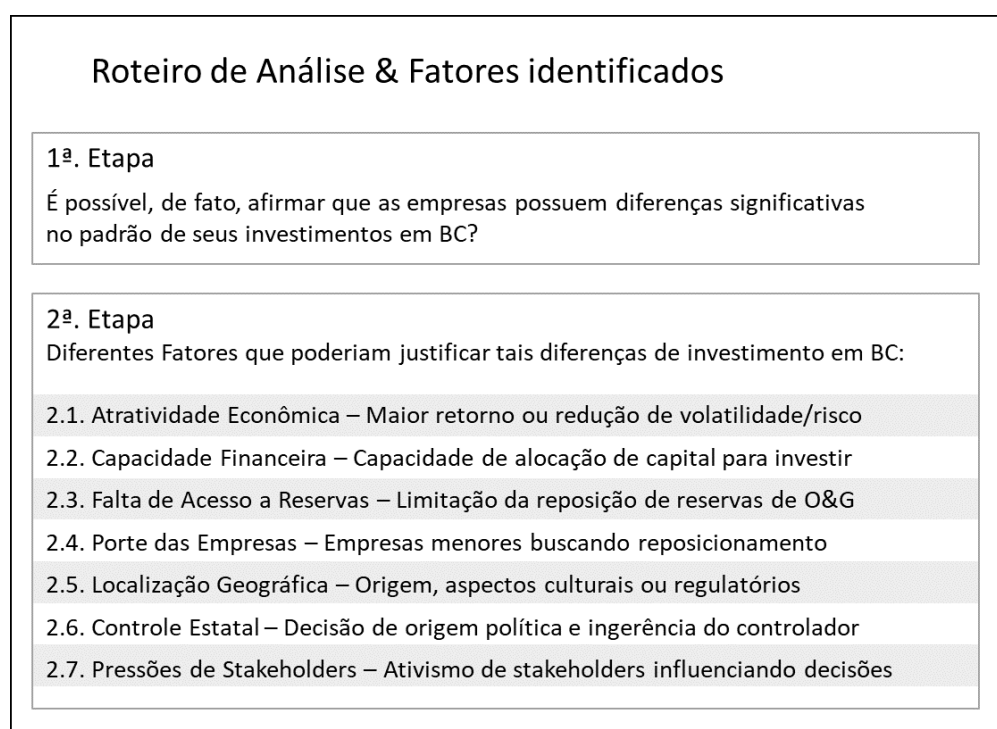 Roteiro de Análise & Fatores identificados
1ª. Etapa
É possível, de fato, afirmar que as empresas possuem diferenças significativas
no padrão de seus investimentos em BC?
2ª. Etapa
Diferentes Fatores que poderiam justificar tais diferenças de investimento em BC:
2.1. Atratividade Econômica – Maior retorno ou redução de volatilidade/risco
2.2. Capacidade Financeira – Capacidade de alocação de capital para investir
2.3. Falta de Acesso a Reservas – Limitação da reposição de reservas de O&G
2.4. Porte das Empresas – Empresas menores buscando reposicionamento
2.5. Localização Geográfica – Origem, aspectos culturais ou regulatórios
2.6. Controle Estatal – Decisão de origem política e ingerência do controlador
2.7. Pressões de Stakeholders – Ativismo de stakeholders influenciando decisões